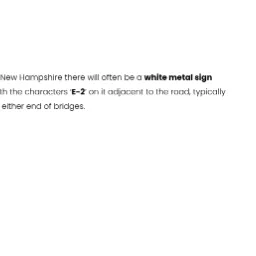 New Hampshire there will often be a white metal sign
th the characters 'E-2' on it adjacent to the road, typically
either end of bridges.